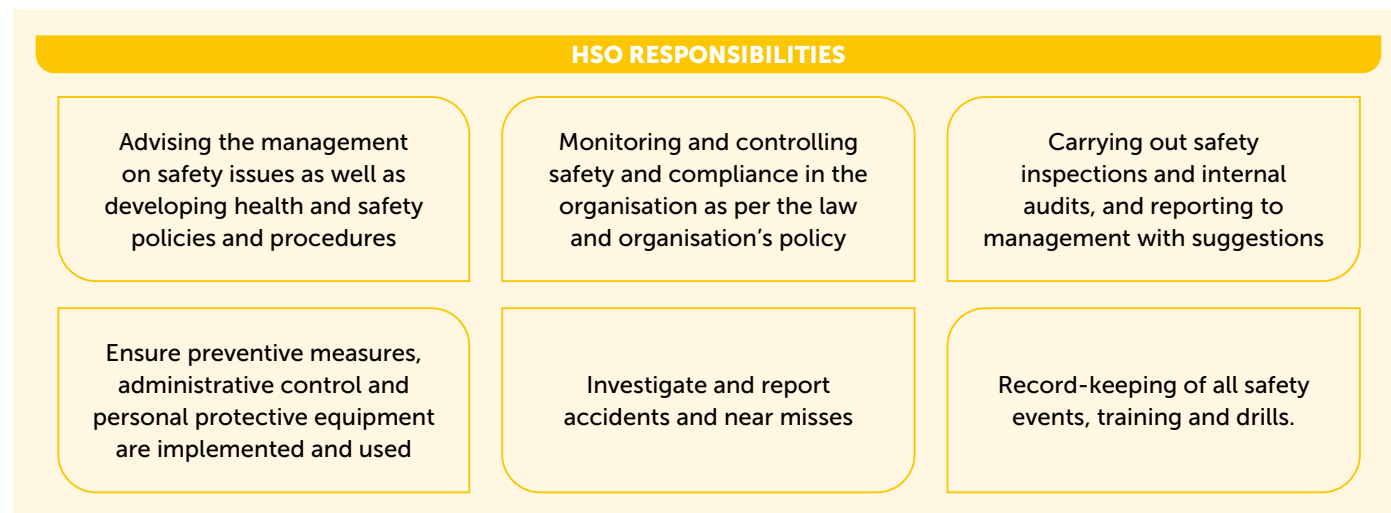 HSO RESPONSIBILITIES
Advising the management
on safety issues as well as
developing health and safety
policies and procedures
Monitoring and controlling
safety and compliance in the
organisation as per the law
and organisation's policy
Carrying out safety
inspections and internal
audits, and reporting to
management with suggestions
Ensure preventive measures,
administrative control and
personal protective equipment
are implemented and used
Investigate and report
accidents and near misses
Record-keeping of all safety
events, training and drills.